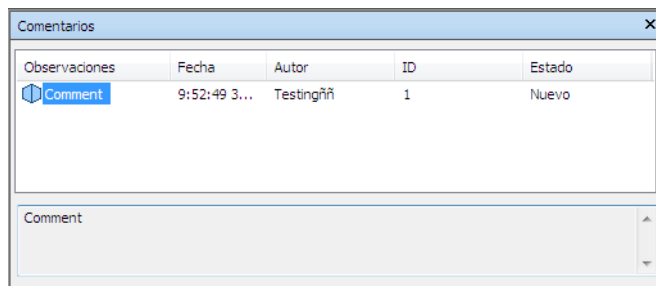 Comentarios
Observaciones Fecha Autor ID Estado
Comment 9:52:49 3... Testingññ 1 Nuevo
Comment